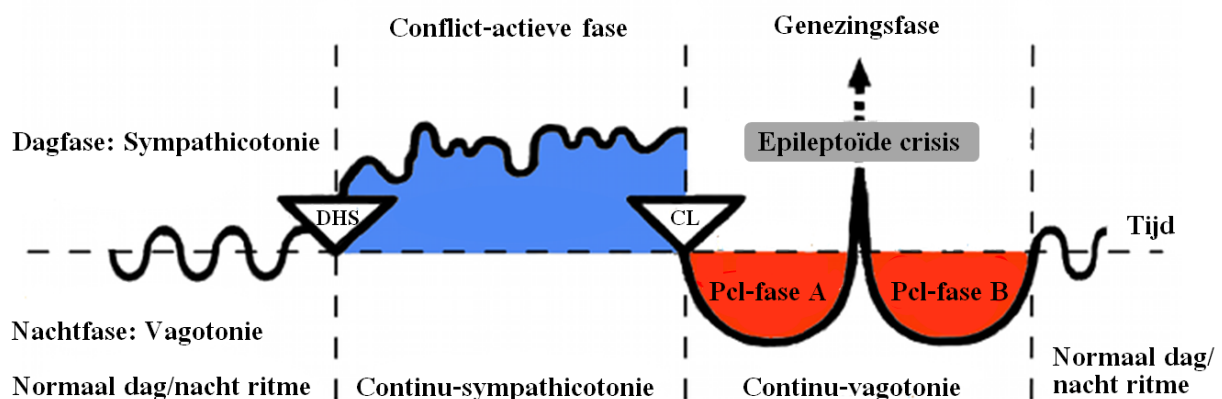 Conflict-actieve fase
Genezingsfase
Dagfase: Sympathicotonie
Epileptoïde crisis
DHS
CL
Tijd
Pcl-fase A
Pcl-fase B
Nachtfase: Vagotonie
Normaal dag/nacht ritme
Continu-sympathicotonie
Continu-vagotonie
Normaal dag/
nacht ritme